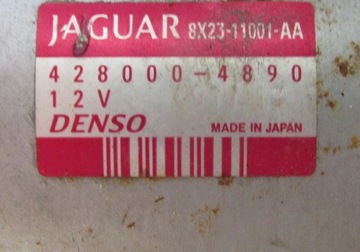 JAGUAR 8X23-11001-AA
428000-4890
12V
DENSO MADE IN JAPAN